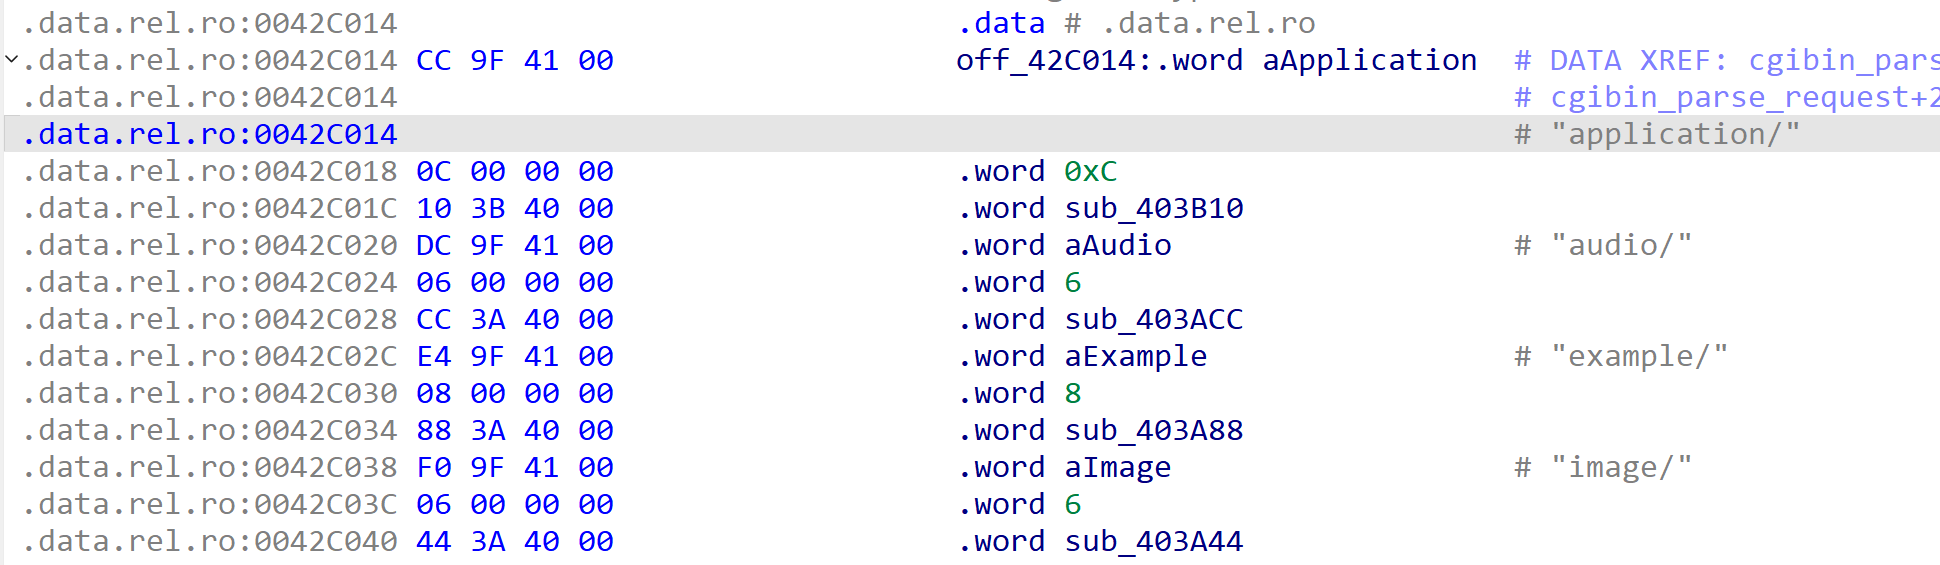 .data.rel.ro:0042C014 .data # .data.rel.ro
.data.rel.ro:0042C014 CC 9F 41 00 off_42C014:.word aApplication # DATA XREF: cgibin_pars
.data.rel.ro:0042C014 # cgibin_parse_request+2
.data.rel.ro:0042C014 # "application/"
.data.rel.ro:0042C018 0C 00 00 00 .word 0xC
.data.rel.ro:0042C01C 10 3B 40 00 .word sub_403B10
.data.rel.ro:0042C020 DC 9F 41 00 .word aAudio # "audio/"
.data.rel.ro:0042C024 06 00 00 00 .word 6
.data.rel.ro:0042C028 CC 3A 40 00 .word sub_403ACC
.data.rel.ro:0042C02C E4 9F 41 00 .word aExample # "example/"
.data.rel.ro:0042C030 08 00 00 00 .word 8
.data.rel.ro:0042C034 88 3A 40 00 .word sub_403A88
.data.rel.ro:0042C038 F0 9F 41 00 .word aImage # "image/"
.data.rel.ro:0042C03C 06 00 00 00 .word 6
.data.rel.ro:0042C040 44 3A 40 00 .word sub_403A44